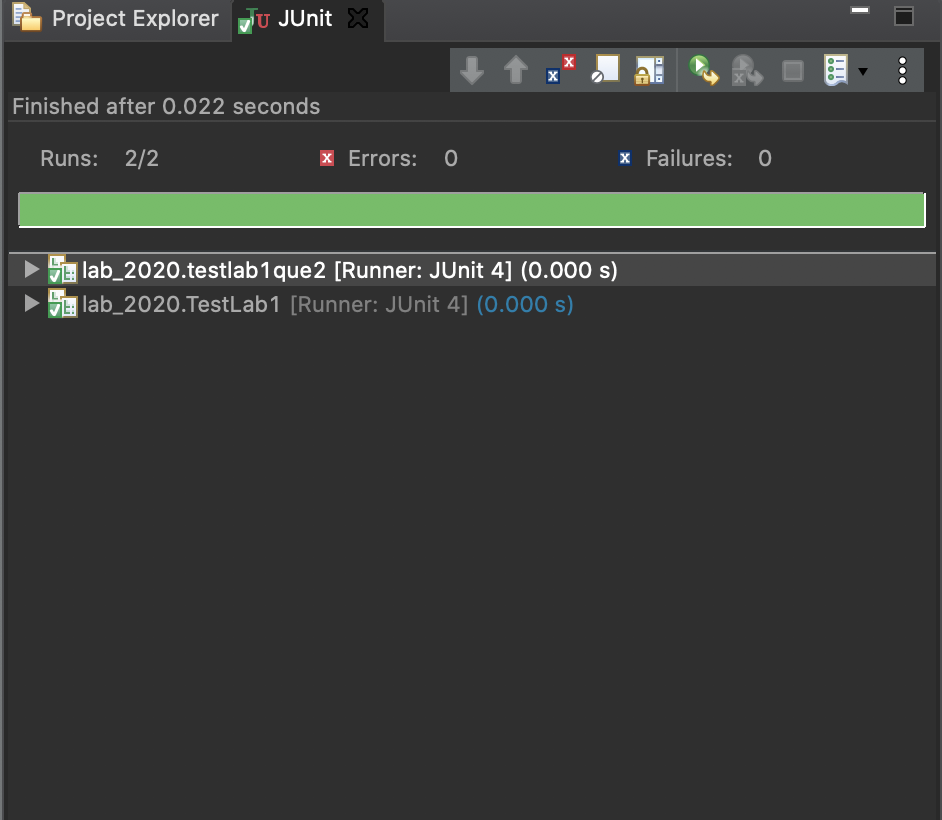 Project Explorer JUnit
Finished after 0.022 seconds
Runs: 2/2 Errors: 0 Failures: 0
lab_2020.testlab1que2 [Runner: JUnit 4] (0.000 s)
lab_2020.TestLab1 [Runner: JUnit 4] (0.000 s)